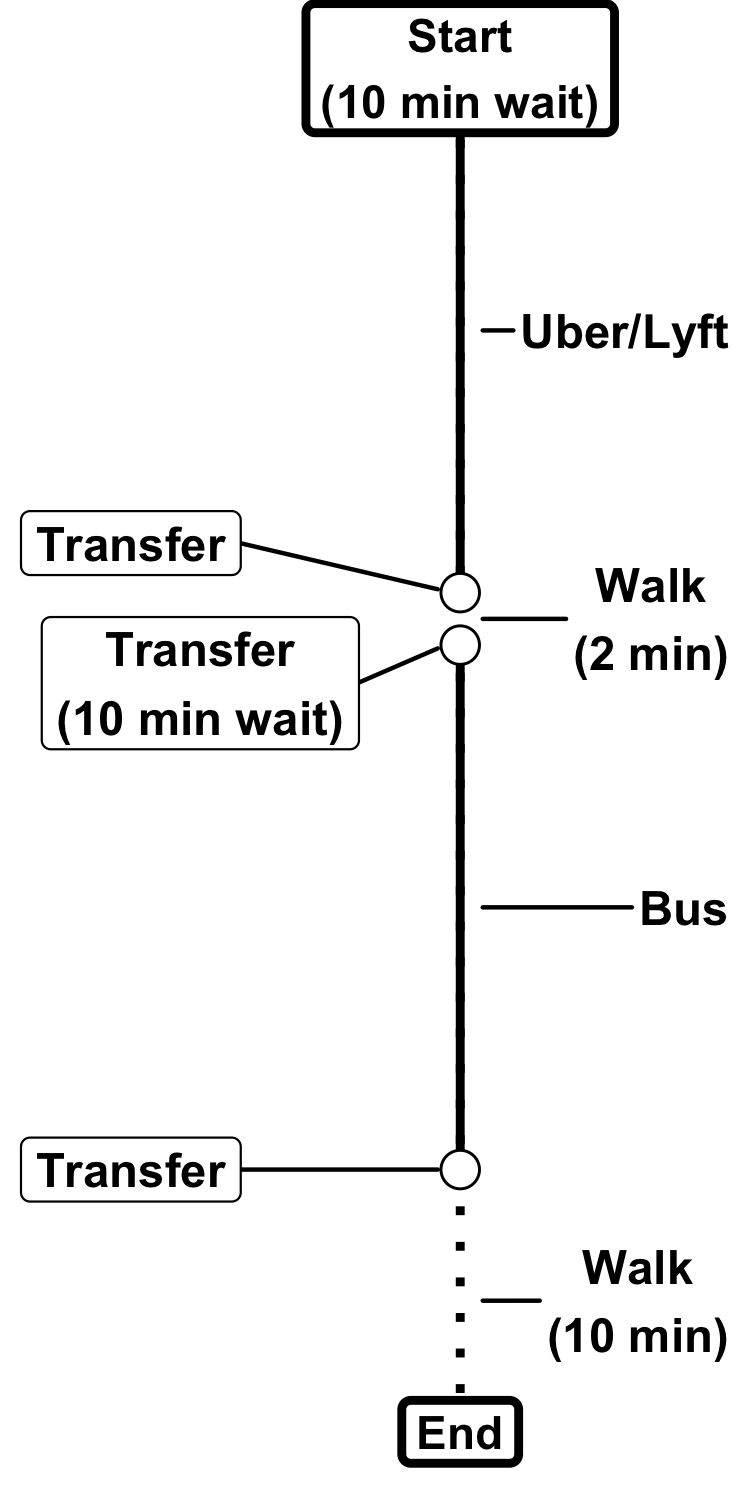 Start
(10 min wait)
Uber/Lyft
Transfer
Walk
(2 min)
Transfer
(10 min wait)
Bus
Transfer
Walk
(10 min)
End